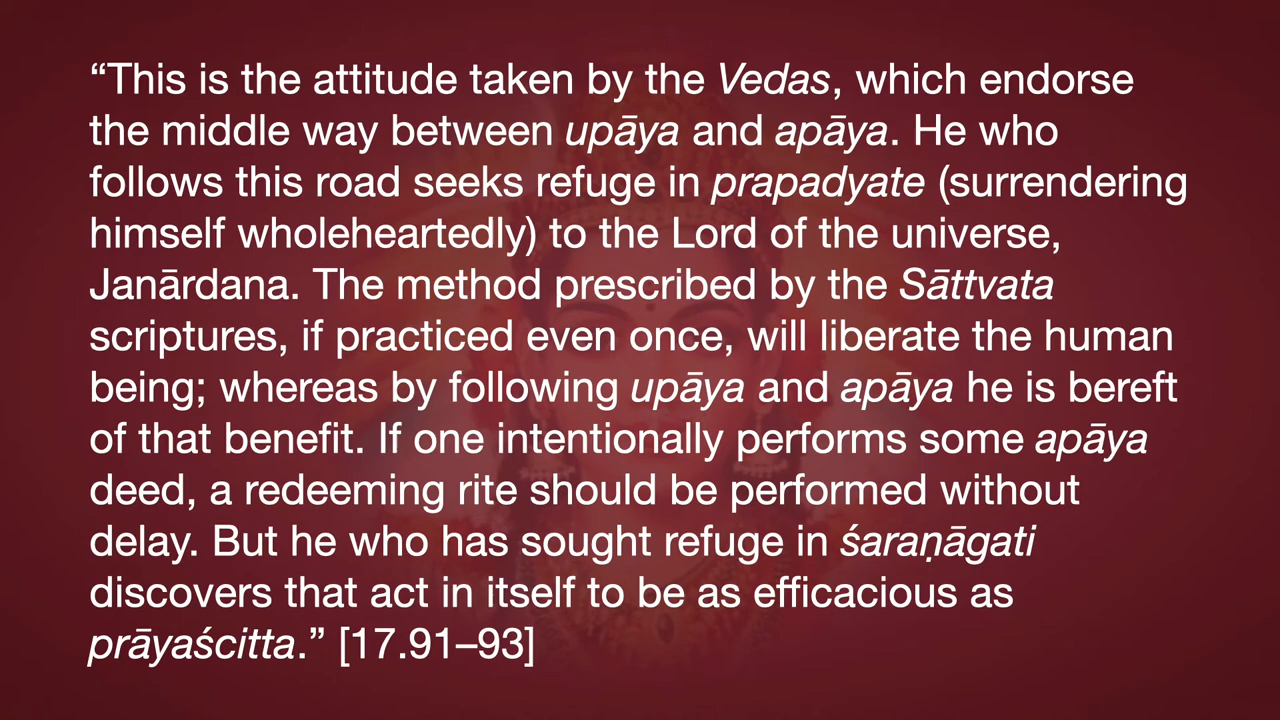 “This is the attitude taken by the Vedas, which endorse
the middle way between upāya and apāya. He who
follows this road seeks refuge in prapadyate (surrendering
himself wholeheartedly) to the Lord of the universe,
Janārdana. The method prescribed by the Sāttvata
scriptures, if practiced even once, will liberate the human
being; whereas by following upāya and apāya he is bereft
of that benefit. If one intentionally performs some apāya
deed, a redeeming rite should be performed without
delay. But he who has sought refuge in śaraṇāgati
discovers that act in itself to be as efficacious as
prāyaścitta.” [17.91–93]